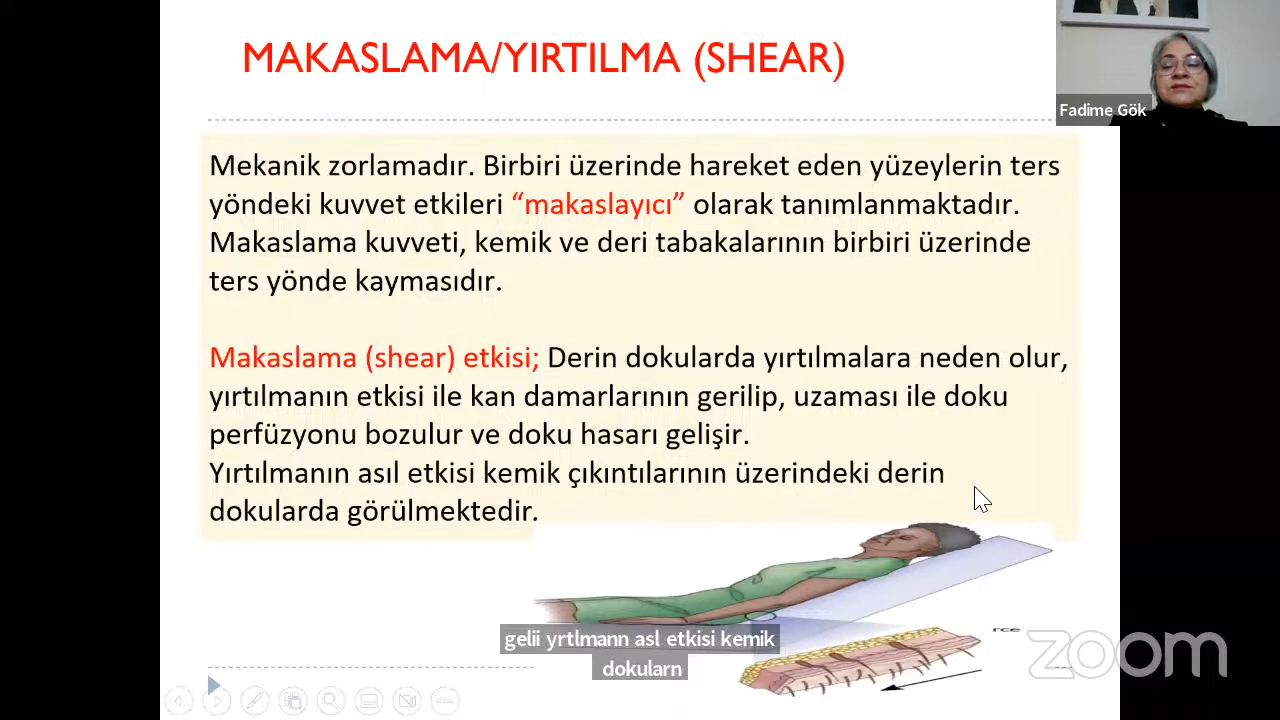 MAKASLAMA/YIRTILMA (SHEAR)
Fadime Gök
Mekanik zorlamadır. Birbiri üzerinde hareket eden yüzeylerin ters
yöndeki kuvvet etkileri “makaslayıcı” olarak tanımlanmaktadır.
Makaslama kuvveti, kemik ve deri tabakalarının birbiri üzerinde
ters yönde kaymasıdır.
Makaslama (shear) etkisi; Derin dokularda yırtılmalara neden olur,
yırtılmanın etkisi ile kan damarlarının gerilip, uzaması ile doku
perfüzyonu bozulur ve doku hasarı gelişir.
Yırtılmanın asıl etkisi kemik çıkıntılarının üzerindeki derin
dokularda görülmektedir.
gelii yrtlmann asl etkisi kemik
dokularn
zoom